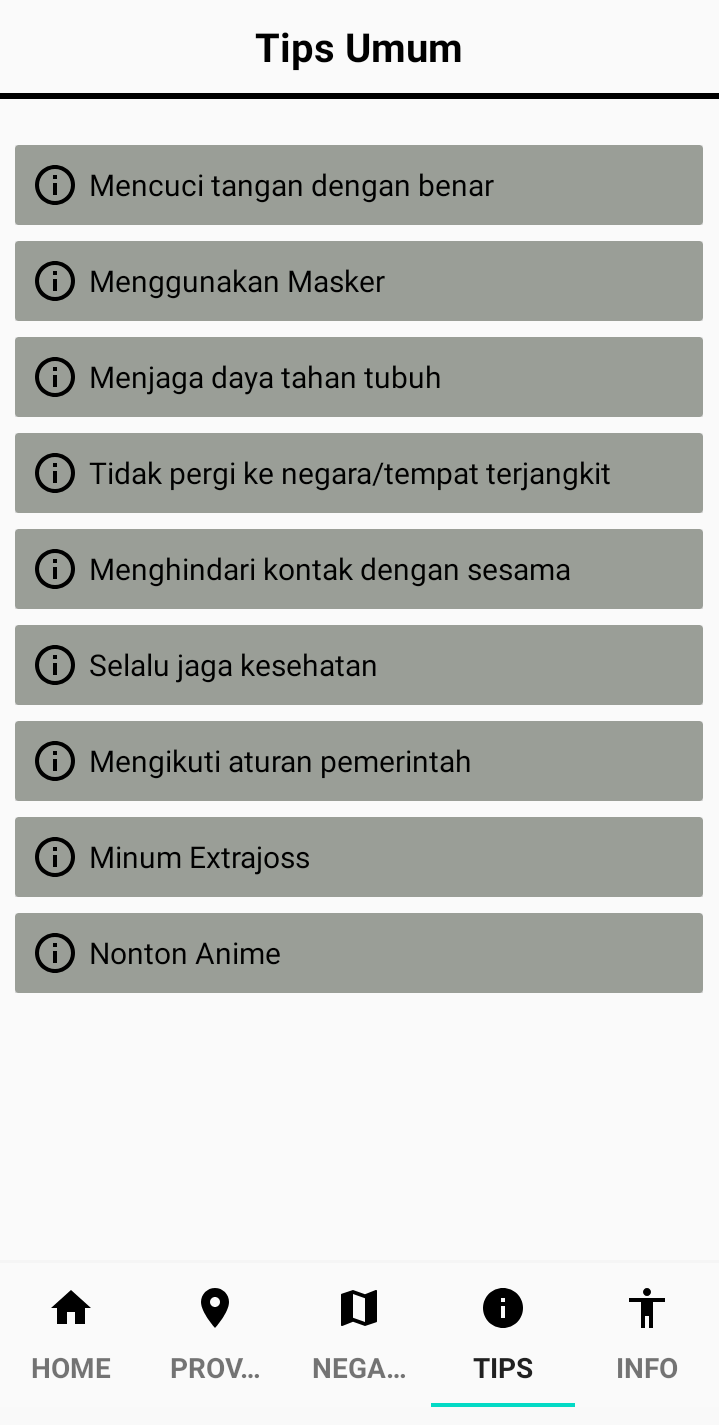 Tips Umum
Mencuci tangan dengan benar
Menggunakan Masker
Menjaga daya tahan tubuh
Tidak pergi ke negara/tempat terjangkit
Menghindari kontak dengan sesama
Selalu jaga kesehatan
Mengikuti aturan pemerintah
Minum Extrajoss
Nonton Anime
HOME PROV... NEGA... TIPS INFO